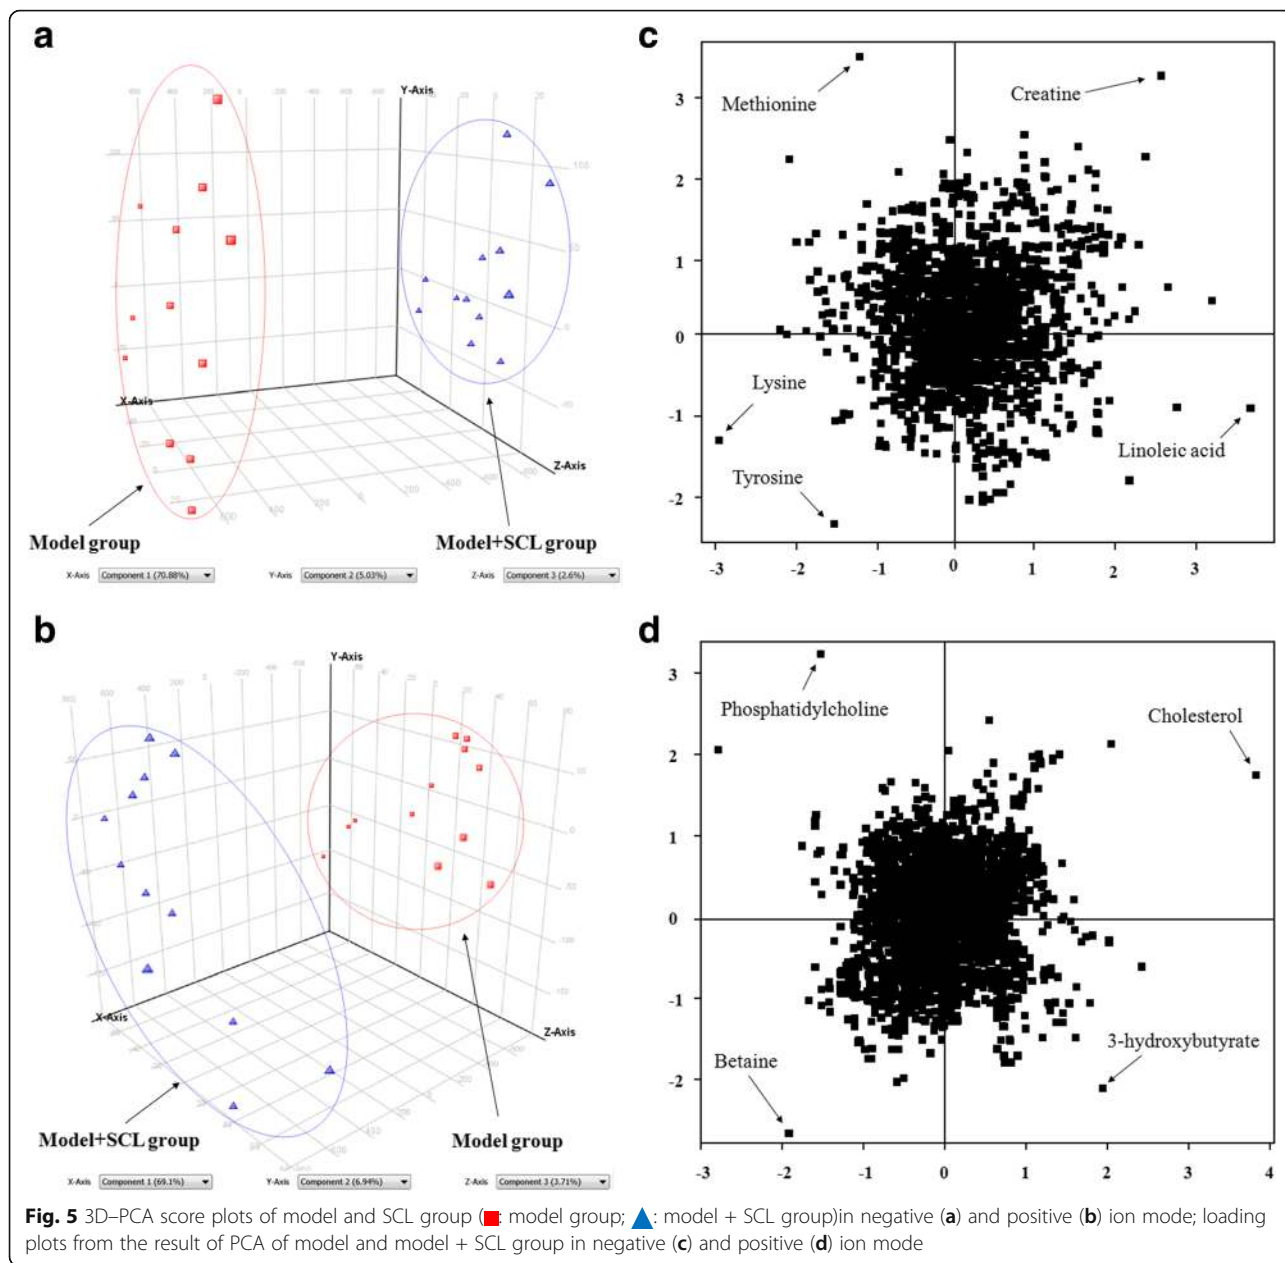 a
Y-Axis
X-Axis
Z-Axis
Model group
Model+SCL group
X-Axis Component 1 (70.88%) Y-Axis Component 2 (5.03%) Z-Axis Component 3 (2.6%)
c
Methionine
Creatine
Lysine
Linoleic acid
Tyrosine
3
2
1
0
-1
-2
-3 -2 -1 0 1 2 3
b
Y-Axis
X-Axis
Z-Axis
Model+SCL group
Model group
X-Axis Component 1 (69.1%) Y-Axis Component 2 (6.94%) Z-Axis Component 3 (3.71%)
d
Phosphatidylcholine
Cholesterol
3-hydroxybutyrate
Betaine
3
2
1
0
-1
-2
-3 -2 -1 0 1 2 3 4
Fig. 5 3D–PCA score plots of model and SCL group (■: model group; ▲: model + SCL group)in negative (a) and positive (b) ion mode; loading
plots from the result of PCA of model and model + SCL group in negative (c) and positive (d) ion mode